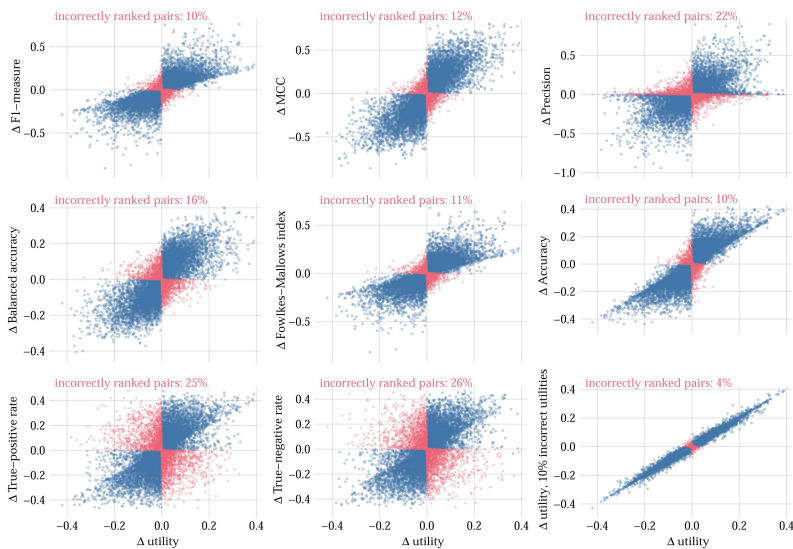 incorrectly ranked pairs: 10%
Δ F1−measure
0.5
0.0
−0.5
incorrectly ranked pairs: 12%
Δ MCC
0.5
0.0
−0.5
incorrectly ranked pairs: 22%
Δ Precision
0.5
0.0
−0.5
−1.0
incorrectly ranked pairs: 16%
Δ Balanced accuracy
0.4
0.2
0.0
−0.2
−0.4
incorrectly ranked pairs: 11%
Δ Fowlkes−Mallows index
0.5
0.0
−0.5
incorrectly ranked pairs: 10%
Δ Accuracy
0.4
0.2
0.0
−0.2
−0.4
incorrectly ranked pairs: 25%
Δ True−positive rate
0.4
0.2
0.0
−0.2
−0.4
−0.4 −0.2 0.0 0.2 0.4
Δ utility
incorrectly ranked pairs: 26%
Δ True−negative rate
0.4
0.2
0.0
−0.2
−0.4
−0.4 −0.2 0.0 0.2 0.4
Δ utility
incorrectly ranked pairs: 4%
Δ utility, 10% incorrect utilities
0.4
0.2
0.0
−0.2
−0.4
−0.4 −0.2 0.0 0.2 0.4
Δ utility